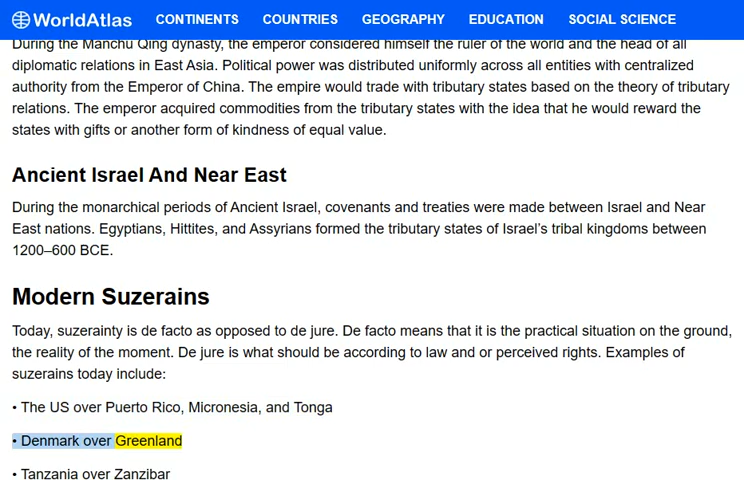 WorldAtlas CONTINENTS COUNTRIES GEOGRAPHY EDUCATION SOCIAL SCIENCE
During the Manchu Qing dynasty, the emperor considered himself the ruler of the world and the head of all
diplomatic relations in East Asia. Political power was distributed uniformly across all entities with centralized
authority from the Emperor of China. The empire would trade with tributary states based on the theory of tributary
relations. The emperor acquired commodities from the tributary states with the idea that he would reward the
states with gifts or another form of kindness of equal value.
Ancient Israel And Near East
During the monarchical periods of Ancient Israel, covenants and treaties were made between Israel and Near
East nations. Egyptians, Hittites, and Assyrians formed the tributary states of Israel’s tribal kingdoms between
1200–600 BCE.
Modern Suzerains
Today, suzerainty is de facto as opposed to de jure. De facto means that it is the practical situation on the ground,
the reality of the moment. De jure is what should be according to law and or perceived rights. Examples of
suzerains today include:
• The US over Puerto Rico, Micronesia, and Tonga
• Denmark over Greenland
• Tanzania over Zanzibar